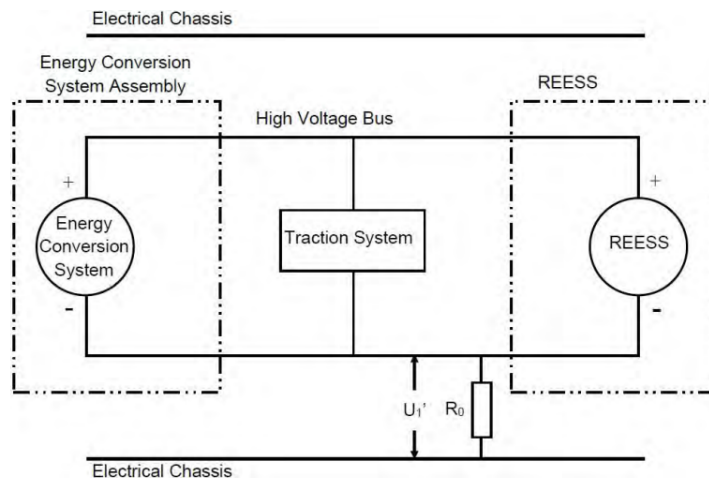 Electrical Chassis
Energy Conversion
System Assembly
REESS
High Voltage Bus
+
+
Energy
Conversion
System
Traction System
REESS
-
-
U₁'
R₀
Electrical Chassis